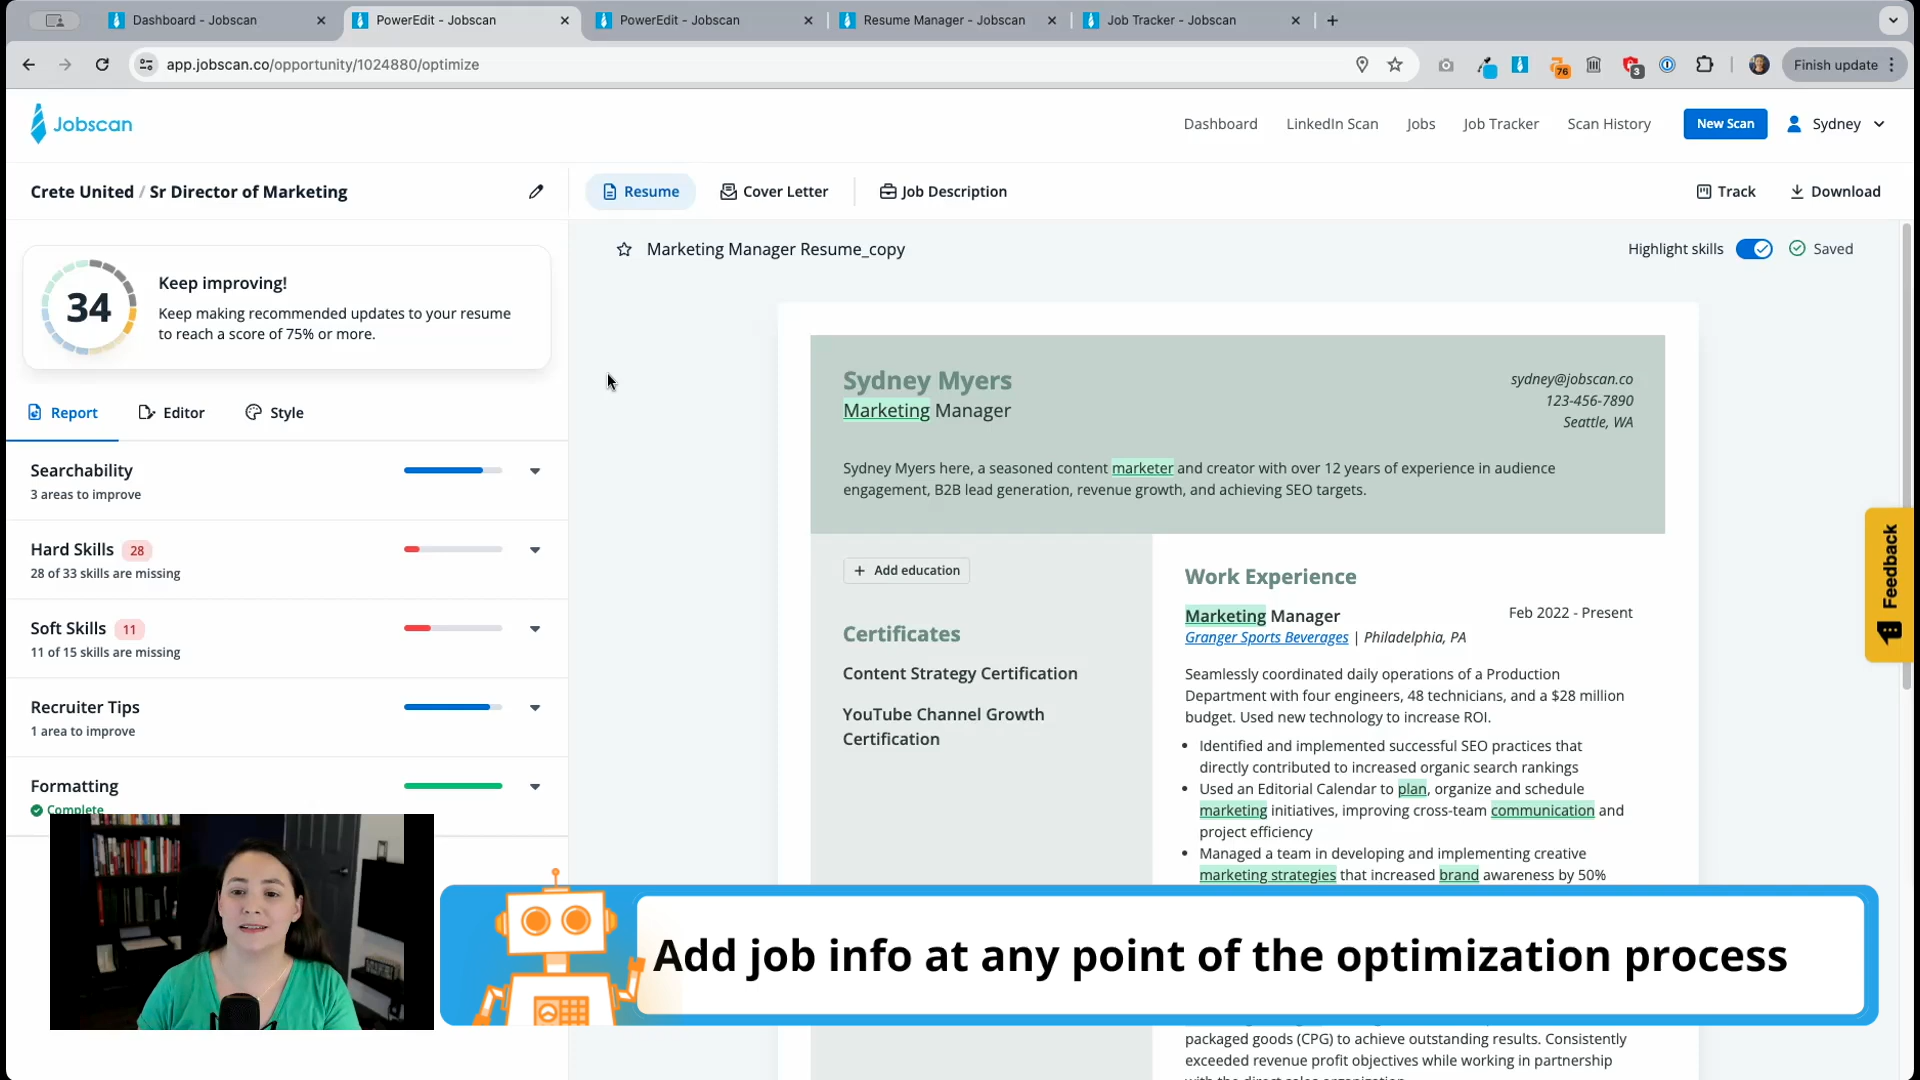 Dashboard - Jobscan
PowerEdit - Jobscan
PowerEdit - Jobscan
Resume Manager - Jobscan
Job Tracker - Jobscan
app.jobscan.co/opportunity/1024880/optimize
76
3
Finish update
Jobscan
Dashboard
LinkedIn Scan
Jobs
Job Tracker
Scan History
New Scan
Sydney
Crete United / Sr Director of Marketing
Resume
Cover Letter
Job Description
Track
Download
34
Keep improving!
Keep making recommended updates to your resume
to reach a score of 75% or more.
Marketing Manager Resume_copy
Highlight skills
Saved
Report
Editor
Style
Searchability
3 areas to improve
Hard Skills 28
28 of 33 skills are missing
Soft Skills 11
11 of 15 skills are missing
Recruiter Tips
1 area to improve
Formatting
Complete
Sydney Myers
Marketing Manager
sydney@jobscan.co
123-456-7890
Seattle, WA
Sydney Myers here, a seasoned content marketer and creator with over 12 years of experience in audience
engagement, B2B lead generation, revenue growth, and achieving SEO targets.
+ Add education
Certificates
Content Strategy Certification
YouTube Channel Growth
Certification
Work Experience
Marketing Manager
Feb 2022 - Present
Granger Sports Beverages | Philadelphia, PA
Seamlessly coordinated daily operations of a Production
Department with four engineers, 48 technicians, and a $28 million
budget. Used new technology to increase ROI.
• Identified and implemented successful SEO practices that
directly contributed to increased organic search rankings
• Used an Editorial Calendar to plan, organize and schedule
marketing initiatives, improving cross-team communication and
project efficiency
• Managed a team in developing and implementing creative
marketing strategies that increased brand awareness by 50%
Feedback
Add job info at any point of the optimization process
packaged goods (CPG) to achieve outstanding results. Consistently
exceeded revenue profit objectives while working in partnership